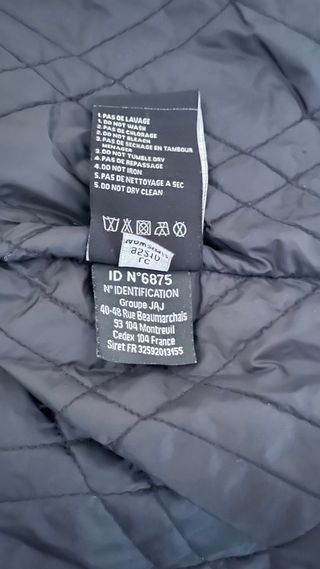 1. PAS DE LAVAGE
1. DO NOT WASH
2. PAS DE CHLORAGE
2. DO NOT BLEACH
3. PAS DE SECHAGE EN TAMBOUR
MENAGER
3. DO NOT TUMBLE DRY
4. PAS DE REPASSAGE
4. DO NOT IRON
5. PAS DE NETTOYAGE A SEC
5. DO NOT DRY CLEAN
ID N°6875
N° IDENTIFICATION
Groupe JAJ
40-48 Rue Beaumarchais
93 104 Montreuil
Cedex 104 France
Siret FR 32592013155